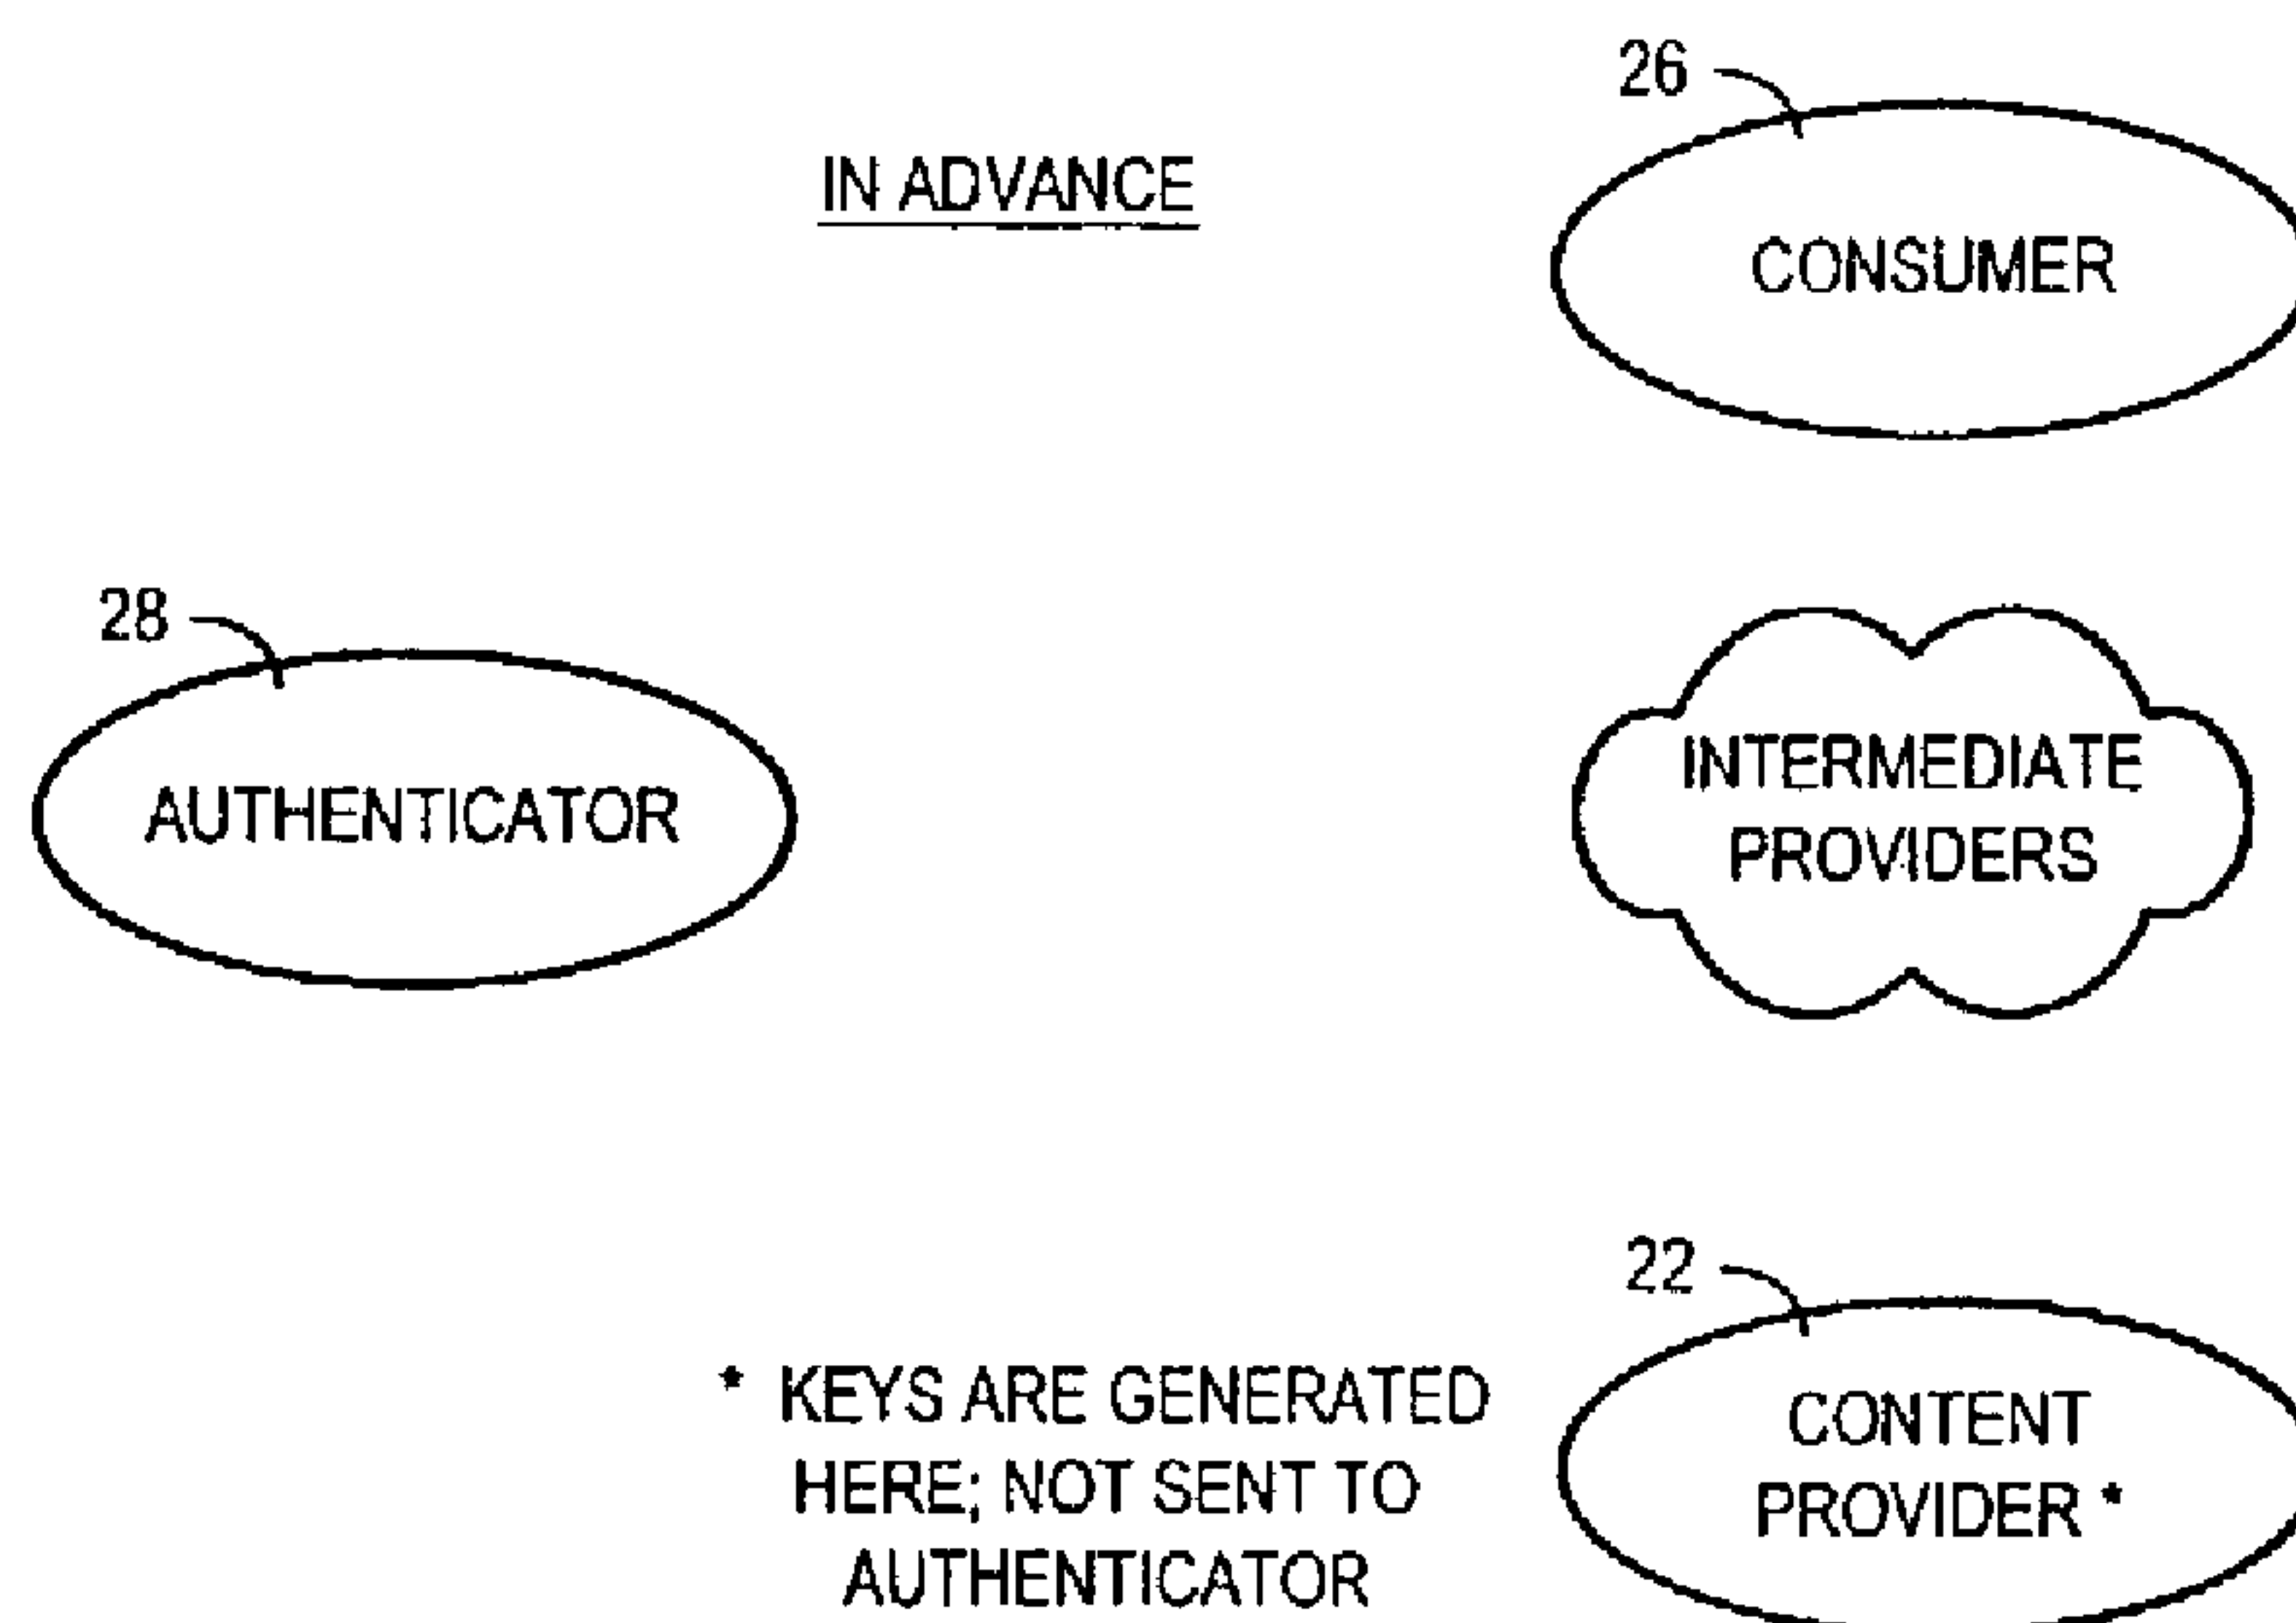 26
IN ADVANCE
CONSUMER
28
AUTHENTICATOR
INTERMEDIATE
PROVIDERS
22
* KEYS ARE GENERATED
HERE; NOT SENT TO
AUTHENTICATOR
CONTENT
PROVIDER *